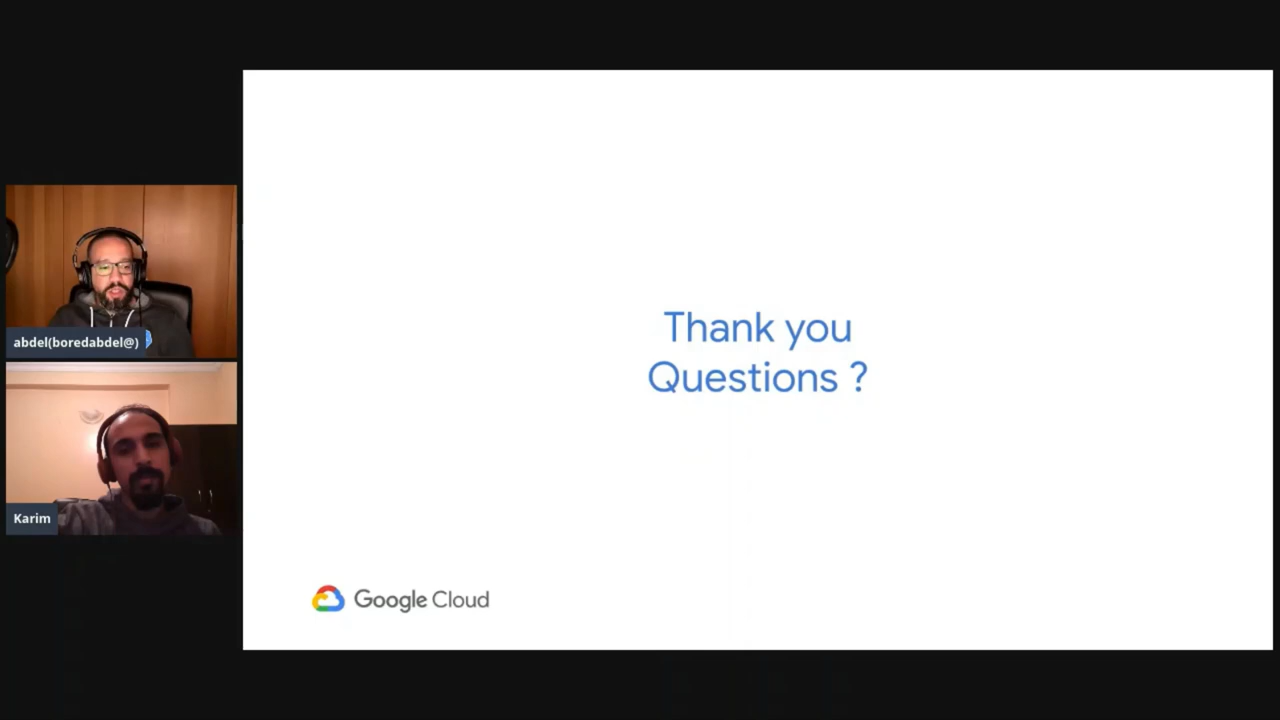 abdel(boredabdel@)
Karim
Thank you
Questions ?
Google Cloud